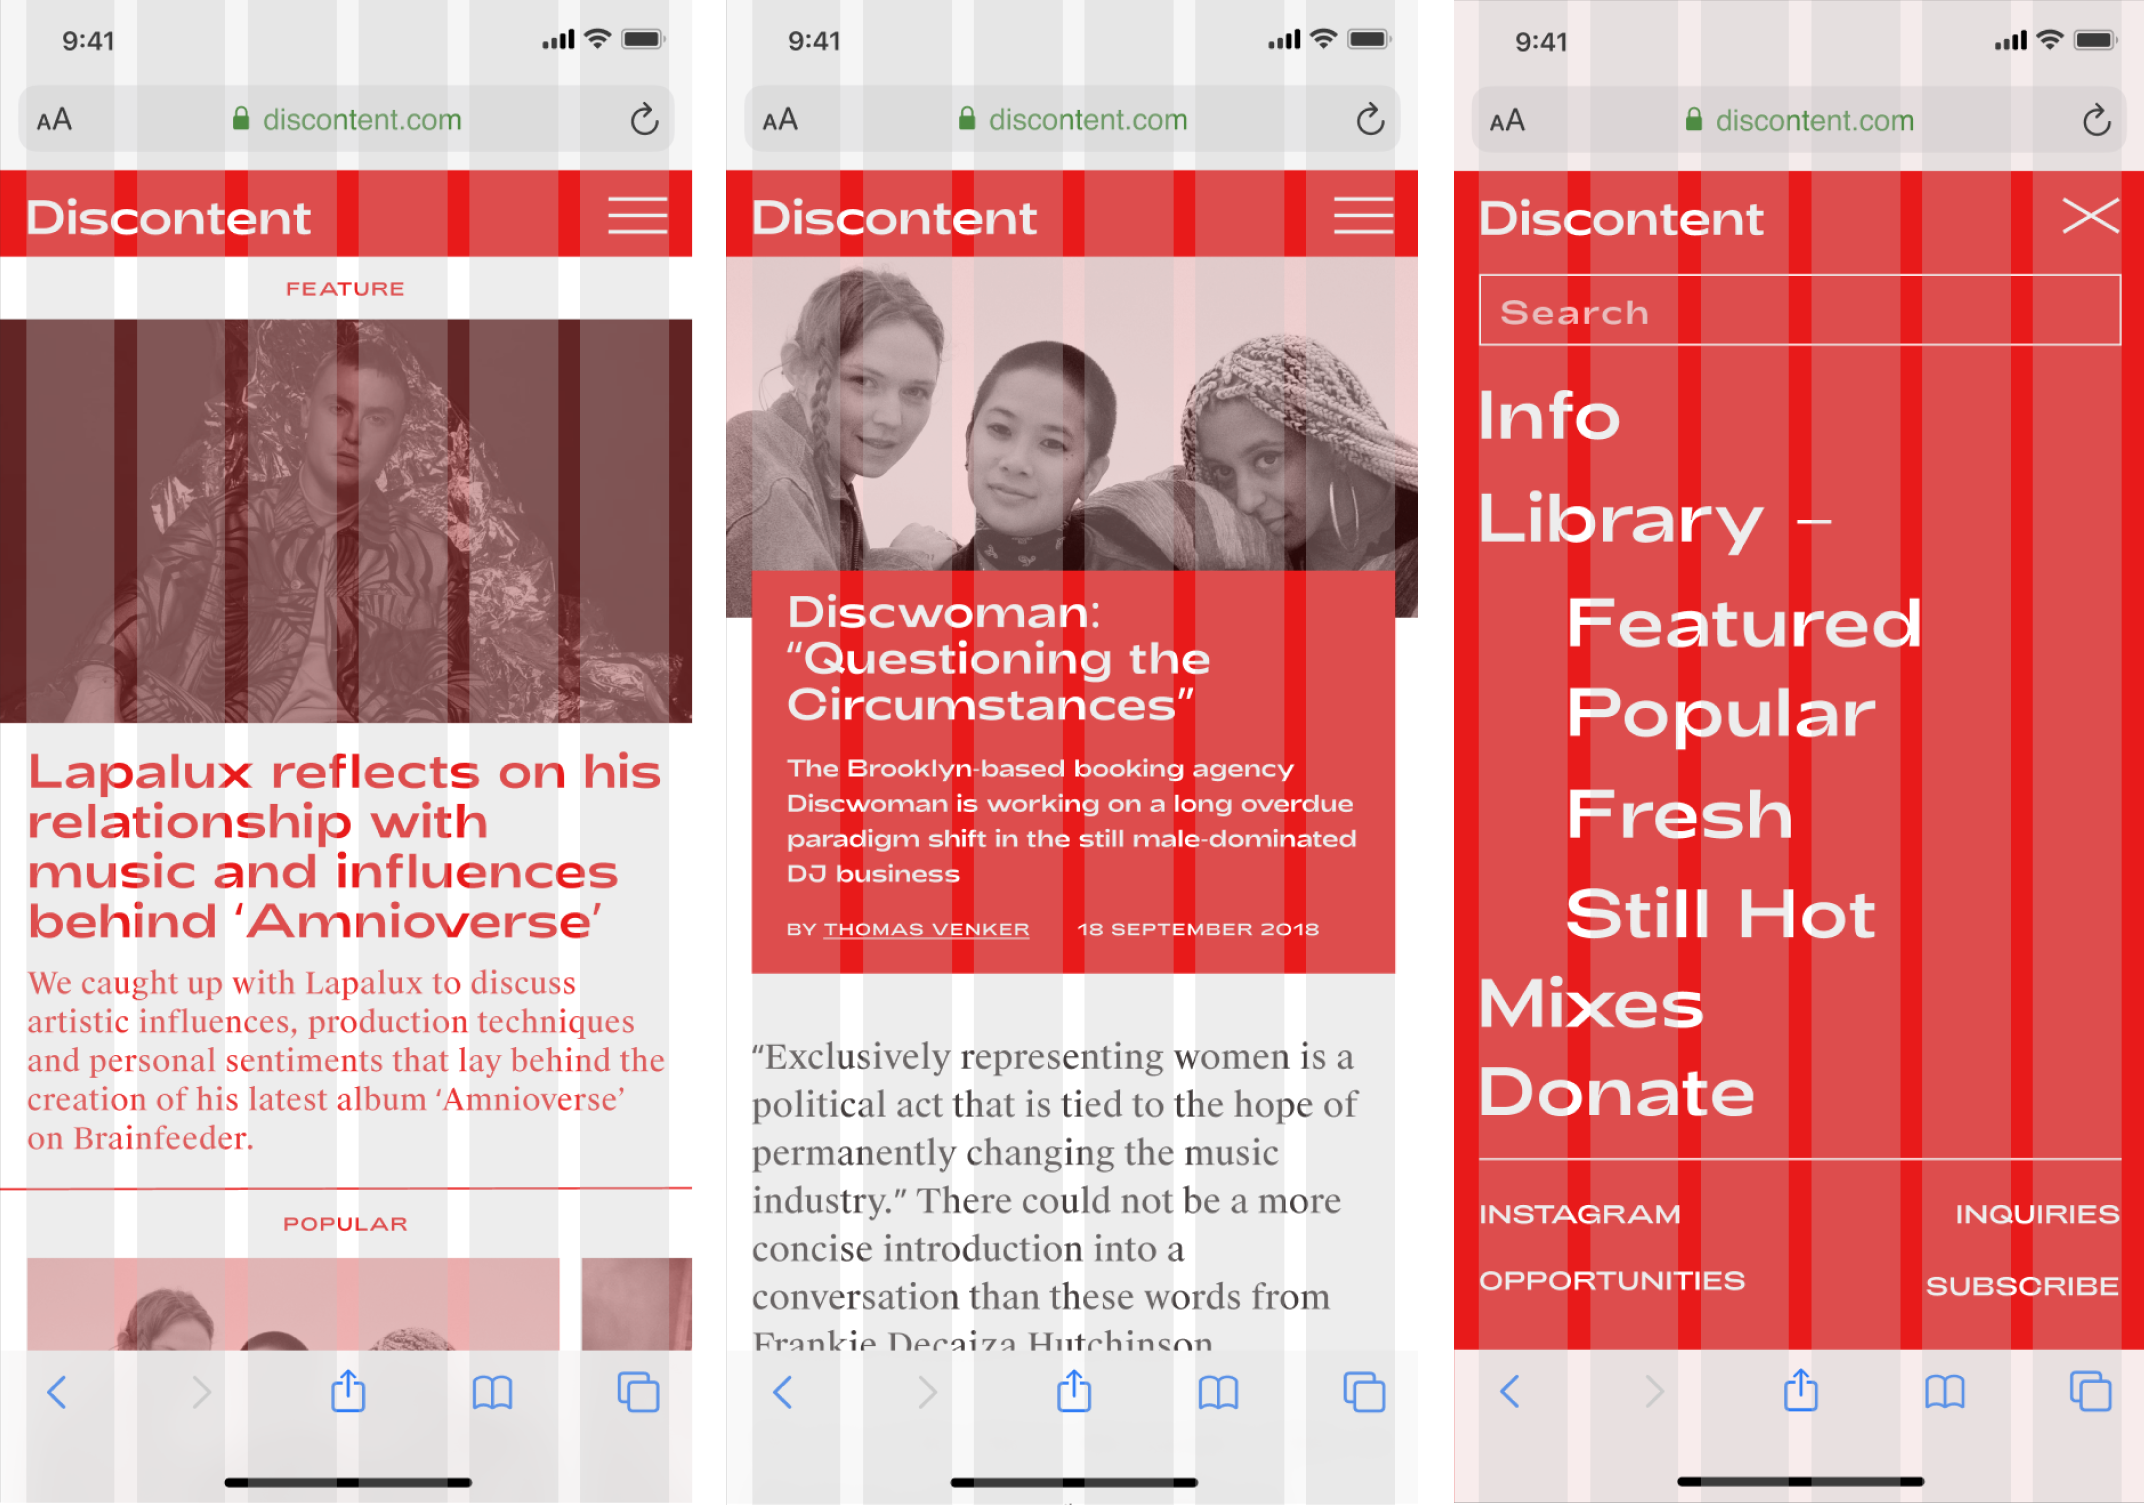 9:41
AA
discontent.com
Discontent
FEATURE
Lapalux reflects on his
relationship with
music and influences
behind ‘Amnioverse’
We caught up with Lapalux to discuss
artistic influences, production techniques
and personal sentiments that lay behind the
creation of his latest album ‘Amnioverse’
on Brainfeeder.
POPULAR
9:41
AA
discontent.com
Discontent
Discwoman:
“Questioning the
Circumstances”
The Brooklyn-based booking agency
Discwoman is working on a long overdue
paradigm shift in the still male-dominated
DJ business
BY THOMAS VENKER 18 SEPTEMBER 2018
“Exclusively representing women is a
political act that is tied to the hope of
permanently changing the music
industry.” There could not be a more
concise introduction into a
conversation than these words from
Frankie Decaiza Hutchinson
9:41
AA
discontent.com
Discontent
Search
Info
Library –
Featured
Popular
Fresh
Still Hot
Mixes
Donate
INSTAGRAM INQUIRIES
OPPORTUNITIES SUBSCRIBE